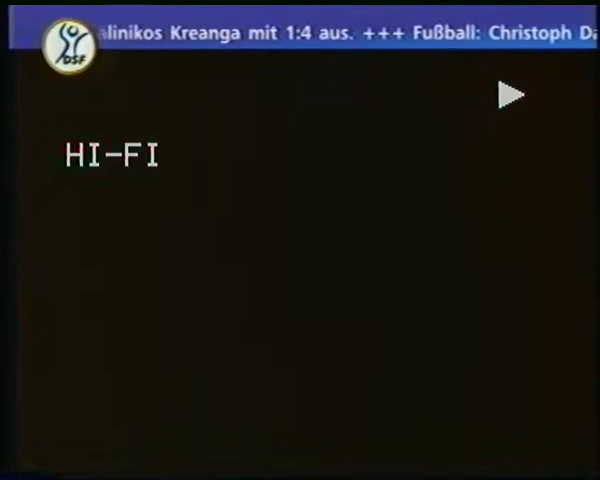 alinikos Kreanga mit 1:4 aus. +++ Fußball: Christoph Da
DSF
HI-FI